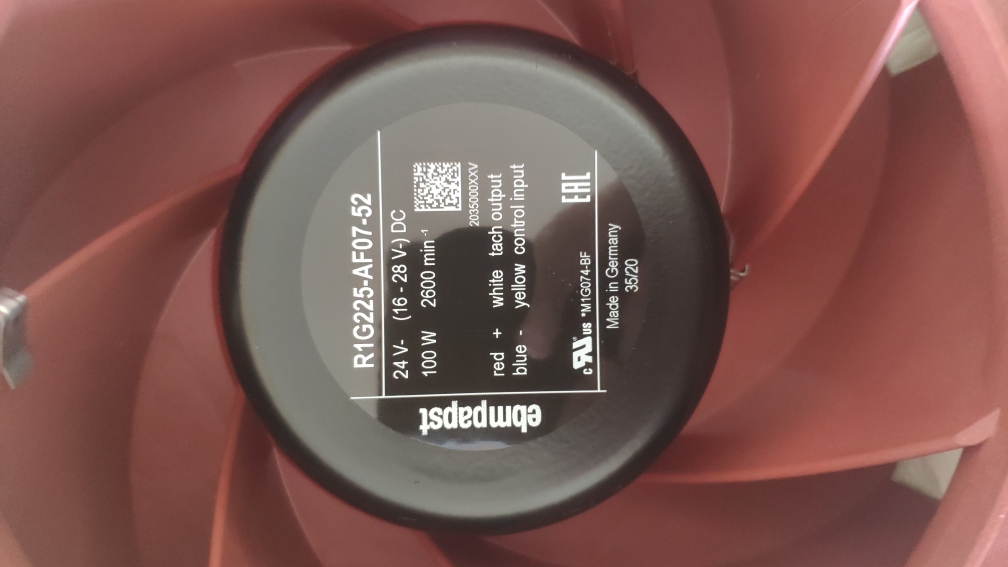 ebmpapst
R1G225-AF07-52
24 V- (16 - 28 V-) DC
100 W 2600 min-1
2035000XXV
red + white tach output
blue - yellow control input
c RU us *M1G074-BF EAC
Made in Germany
35/20